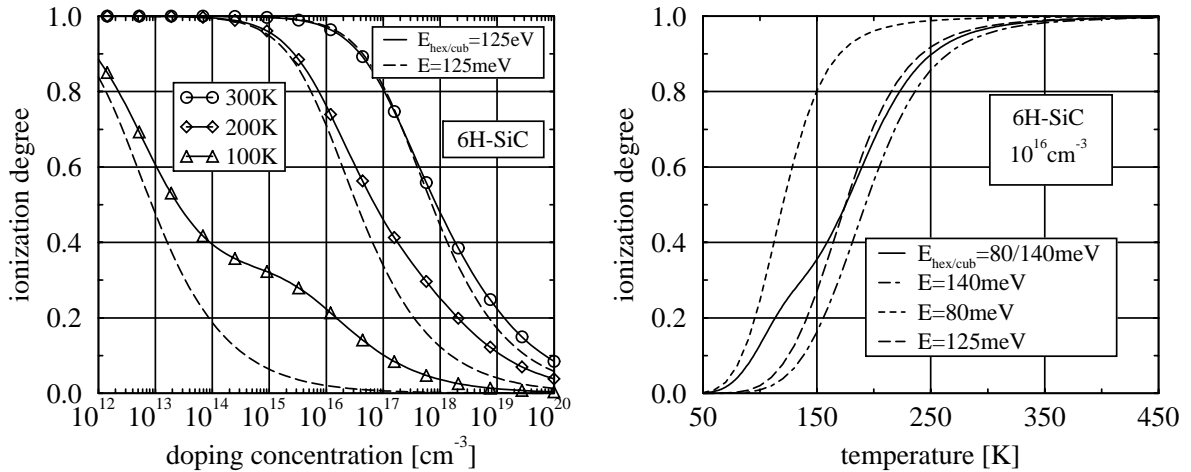 ionization degree
1.0
0.8
0.6
0.4
0.2
0.0
E_hex/cub=125eV
E=125meV
300K
200K
100K
6H-SiC
10^12 10^13 10^14 10^15 10^16 10^17 10^18 10^19 10^20
doping concentration [cm^-3]
ionization degree
1.0
0.8
0.6
0.4
0.2
0.0
6H-SiC
10^16cm^-3
E_hex/cub=80/140meV
E=140meV
E=80meV
E=125meV
50 150 250 350 450
temperature [K]